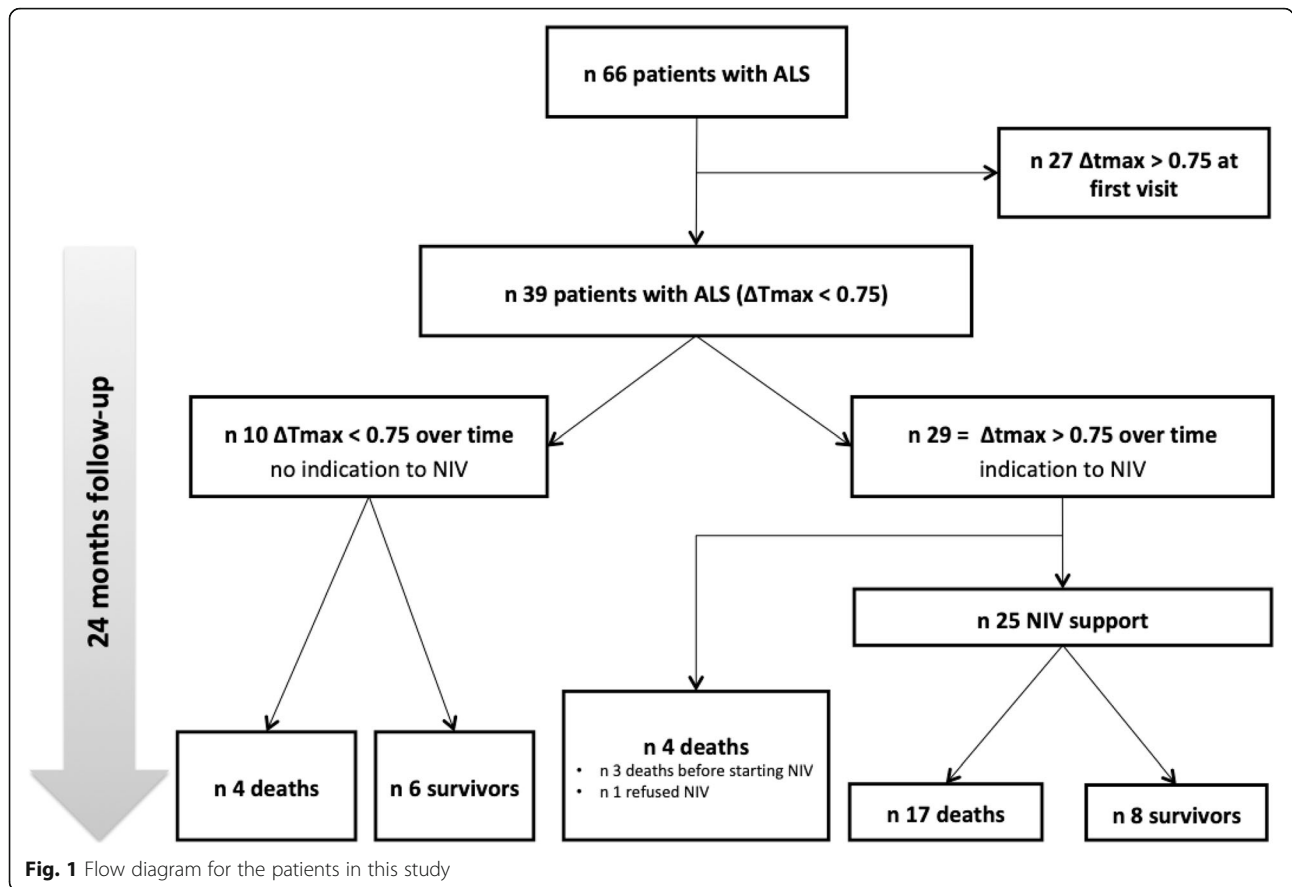 n 66 patients with ALS
n 27 Δtmax > 0.75 at
first visit
n 39 patients with ALS (ΔTmax < 0.75)
24 months follow-up
n 10 ΔTmax < 0.75 over time
no indication to NIV
n 29 = Δtmax > 0.75 over time
indication to NIV
n 25 NIV support
n 4 deaths
n 6 survivors
n 4 deaths
• n 3 deaths before starting NIV
• n 1 refused NIV
n 17 deaths
n 8 survivors
Fig. 1 Flow diagram for the patients in this study